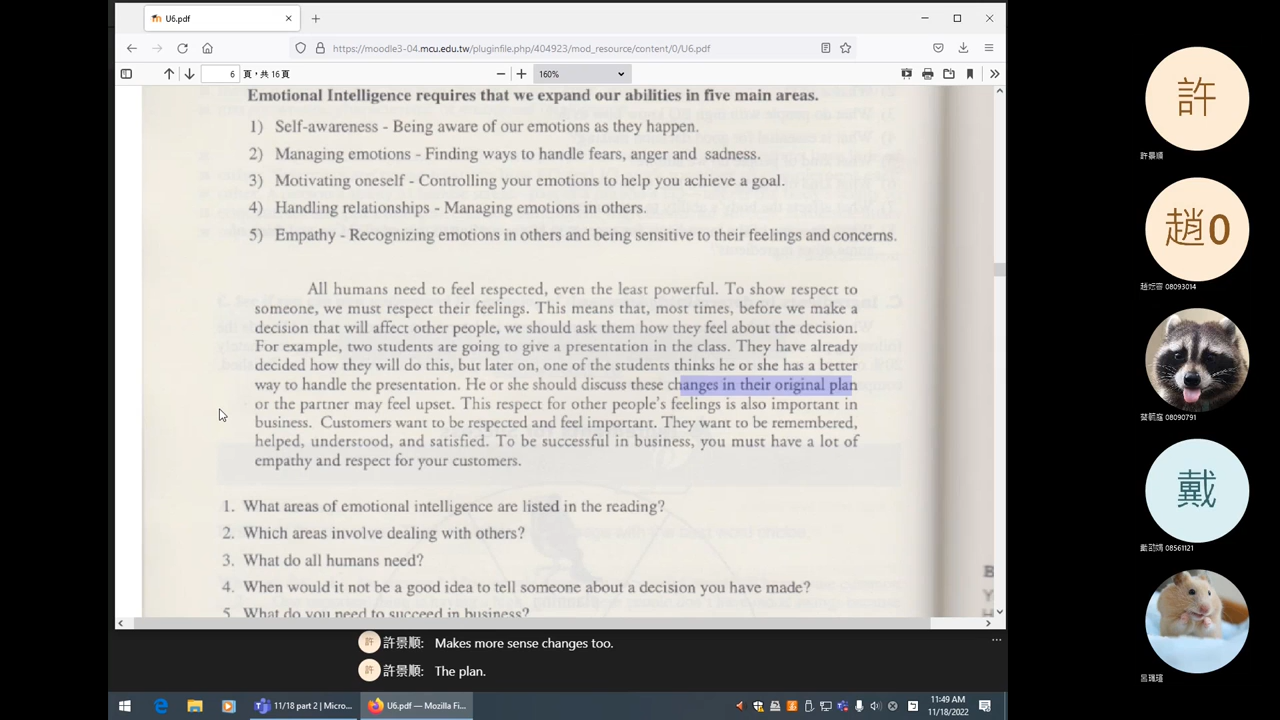 U6.pdf
https://moodle3-04.mcu.edu.tw/pluginfile.php/404923/mod_resource/content/0/U6.pdf
6 頁，共 16 頁
160%
Emotional Intelligence requires that we expand our abilities in five main areas.
1) Self-awareness - Being aware of our emotions as they happen.
2) Managing emotions - Finding ways to handle fears, anger and sadness.
3) Motivating oneself - Controlling your emotions to help you achieve a goal.
4) Handling relationships - Managing emotions in others.
5) Empathy - Recognizing emotions in others and being sensitive to their feelings and concerns.
All humans need to feel respected, even the least powerful. To show respect to
someone, we must respect their feelings. This means that, most times, before we make a
decision that will affect other people, we should ask them how they feel about the decision.
For example, two students are going to give a presentation in the class. They have already
decided how they will do this, but later on, one of the students thinks he or she has a better
way to handle the presentation. He or she should discuss these changes in their original plan
or the partner may feel upset. This respect for other people's feelings is also important in
business. Customers want to be respected and feel important. They want to be remembered,
helped, understood, and satisfied. To be successful in business, you must have a lot of
empathy and respect for your customers.
1. What areas of emotional intelligence are listed in the reading?
2. Which areas involve dealing with others?
3. What do all humans need?
4. When would it not be a good idea to tell someone about a decision you have made?
5. What do you need to succeed in business?
許 許景順: Makes more sense changes too.
許 許景順: The plan.
11/18 part 2 | Micro...
U6.pdf — Mozilla Fi...
11:49 AM
11/18/2022
許
許景順
趙0
08093014
08090791
戴
08561121